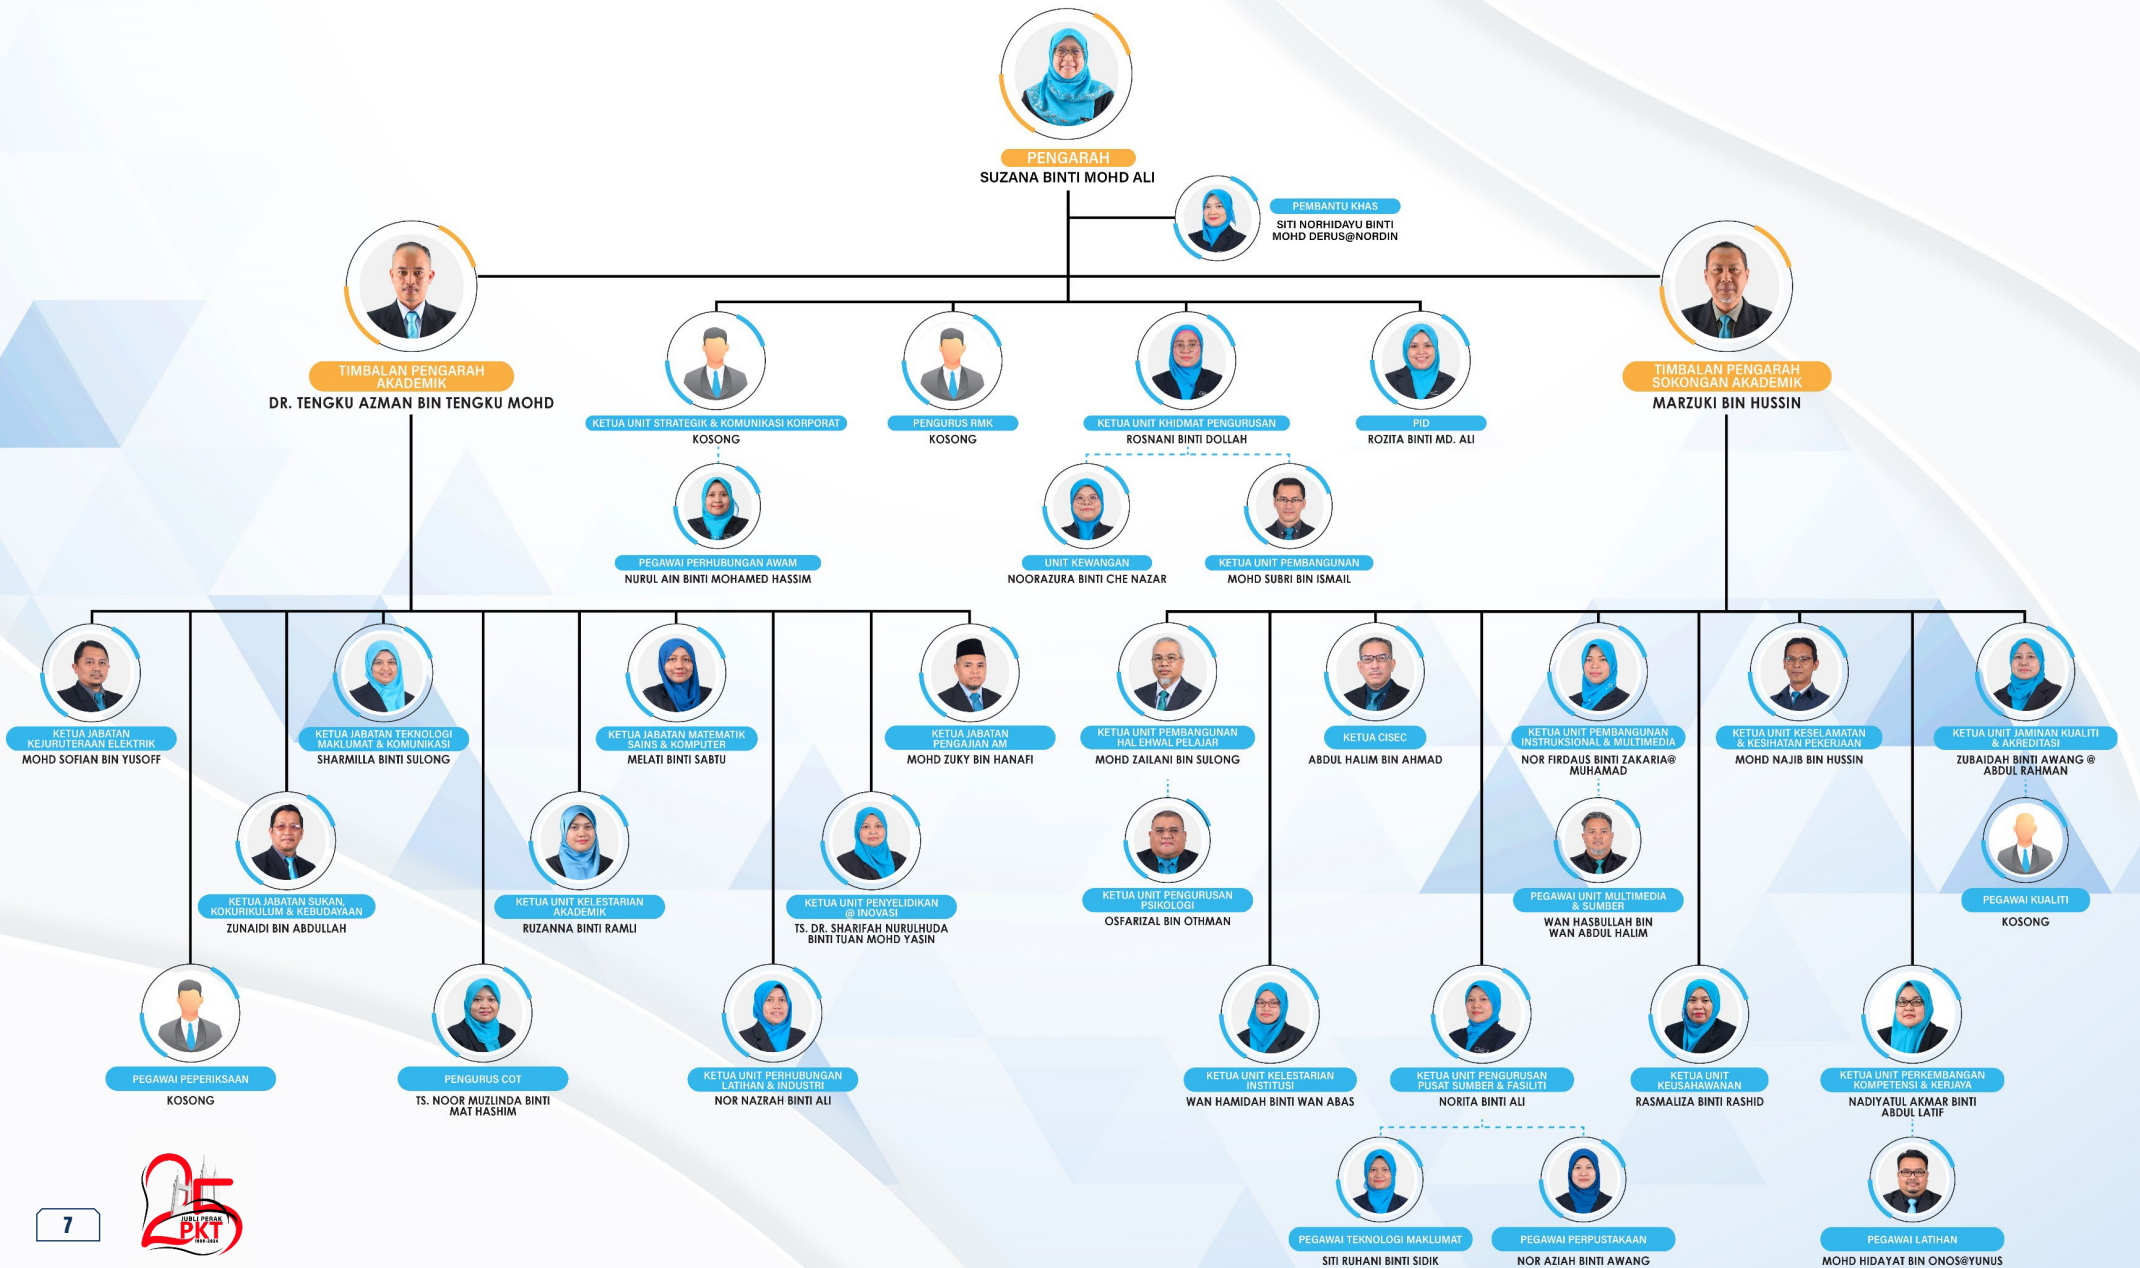 PENGARAH
SUZANA BINTI MOHD ALI
PEMBANTU KHAS
SITI NORHIDAYU BINTI
MOHD DERUS@NORDIN
TIMBALAN PENGARAH
AKADEMIK
DR. TENGKU AZMAN BIN TENGKU MOHD
TIMBALAN PENGARAH
SOKONGAN AKADEMIK
MARZUKI BIN HUSSIN
KETUA UNIT STRATEGIK & KOMUNIKASI KORPORAT
KOSONG
PENGURUS RMK
KOSONG
KETUA UNIT KHIDMAT PENGURUSAN
ROSNANI BINTI DOLLAH
PID
ROZITA BINTI MD. ALI
PEGAWAI PERHUBUNGAN AWAM
NURUL AIN BINTI MOHAMED HASSIM
UNIT KEWANGAN
NOORAZURA BINTI CHE NAZAR
KETUA UNIT PEMBANGUNAN
MOHD SUBRI BIN ISMAIL
KETUA JABATAN
KEJURUTERAAN ELEKTRIK
MOHD SOFIAN BIN YUSOFF
KETUA JABATAN TEKNOLOGI
MAKLUMAT & KOMUNIKASI
SHARMILLA BINTI SULONG
KETUA JABATAN MATEMATIK
SAINS & KOMPUTER
MELATI BINTI SABTU
KETUA JABATAN
PENGAJIAN AM
MOHD ZUKY BIN HANAFI
KETUA UNIT PEMBANGUNAN
HAL EHWAL PELAJAR
MOHD ZAILANI BIN SULONG
KETUA CISEC
ABDUL HALIM BIN AHMAD
KETUA UNIT PEMBANGUNAN
INSTRUKSIONAL & MULTIMEDIA
NOR FIRDAUS BINTI ZAKARIA@
MUHAMAD
KETUA UNIT KESELAMATAN
& KESIHATAN PEKERJAAN
MOHD NAJIB BIN HUSSIN
KETUA UNIT JAMINAN KUALITI
& AKREDITASI
ZUBAIDAH BINTI AWANG @
ABDUL RAHMAN
KETUA JABATAN SUKAN,
KOKURIKULUM & KEBUDAYAAN
ZUNAIDI BIN ABDULLAH
KETUA UNIT KELESTARIAN
AKADEMIK
RUZANNA BINTI RAMLI
KETUA UNIT PENYELIDIKAN
@ INOVASI
TS. DR. SHARIFAH NURULHUDA
BINTI TUAN MOHD YASIN
KETUA UNIT PENGURUSAN
PSIKOLOGI
OSFARIZAL BIN OTHMAN
PEGAWAI UNIT MULTIMEDIA
& SUMBER
WAN HASBULLAH BIN
WAN ABDUL HALIM
PEGAWAI KUALITI
KOSONG
PEGAWAI PEPERIKSAAN
KOSONG
PENGURUS COT
TS. NOOR MUZLINDA BINTI
MAT HASHIM
KETUA UNIT PERHUBUNGAN
LATIHAN & INDUSTRI
NOR NAZRAH BINTI ALI
KETUA UNIT KELESTARIAN
INSTITUSI
WAN HAMIDAH BINTI WAN ABAS
KETUA UNIT PENGURUSAN
PUSAT SUMBER & FASILITI
NORITA BINTI ALI
KETUA UNIT
KEUSAHAWANAN
RASMALIZA BINTI RASHID
KETUA UNIT PERKEMBANGAN
KOMPETENSI & KERJAYA
NADIYATUL AKMAR BINTI
ABDUL LATIF
PEGAWAI TEKNOLOGI MAKLUMAT
SITI RUHANI BINTI SIDIK
PEGAWAI PERPUSTAKAAN
NOR AZIAH BINTI AWANG
PEGAWAI LATIHAN
MOHD HIDAYAT BIN ONOS@YUNUS
7
25
JUBLI PERAK
PKT
1999-2024